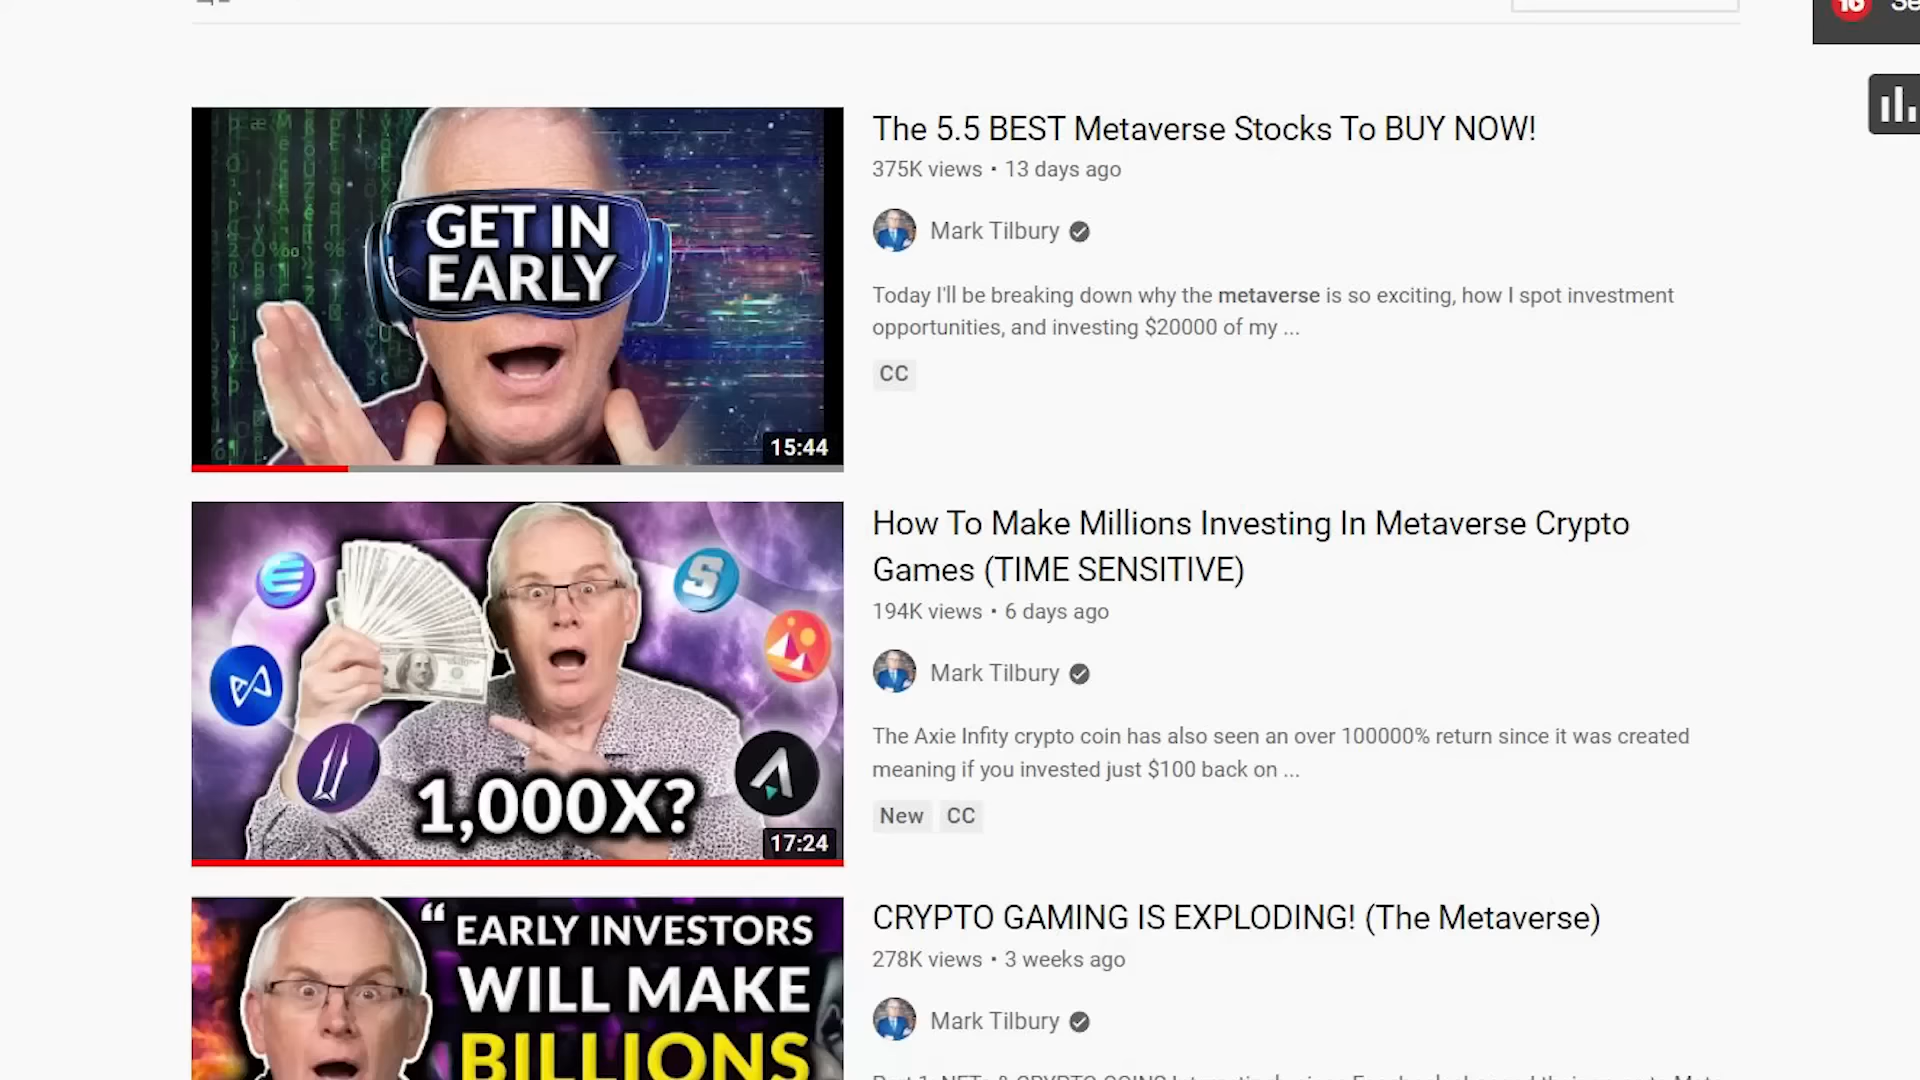 The 5.5 BEST Metaverse Stocks To BUY NOW!
375K views • 13 days ago
GET IN
EARLY
Mark Tilbury
Today I'll be breaking down why the metaverse is so exciting, how I spot investment
opportunities, and investing $20000 of my ...
CC
15:44
How To Make Millions Investing In Metaverse Crypto
Games (TIME SENSITIVE)
194K views • 6 days ago
Mark Tilbury
The Axie Infity crypto coin has also seen an over 100000% return since it was created
meaning if you invested just $100 back on ...
New CC
1,000X?
17:24
CRYPTO GAMING IS EXPLODING! (The Metaverse)
278K views • 3 weeks ago
Mark Tilbury
“ EARLY INVESTORS
WILL MAKE
BILLIONS